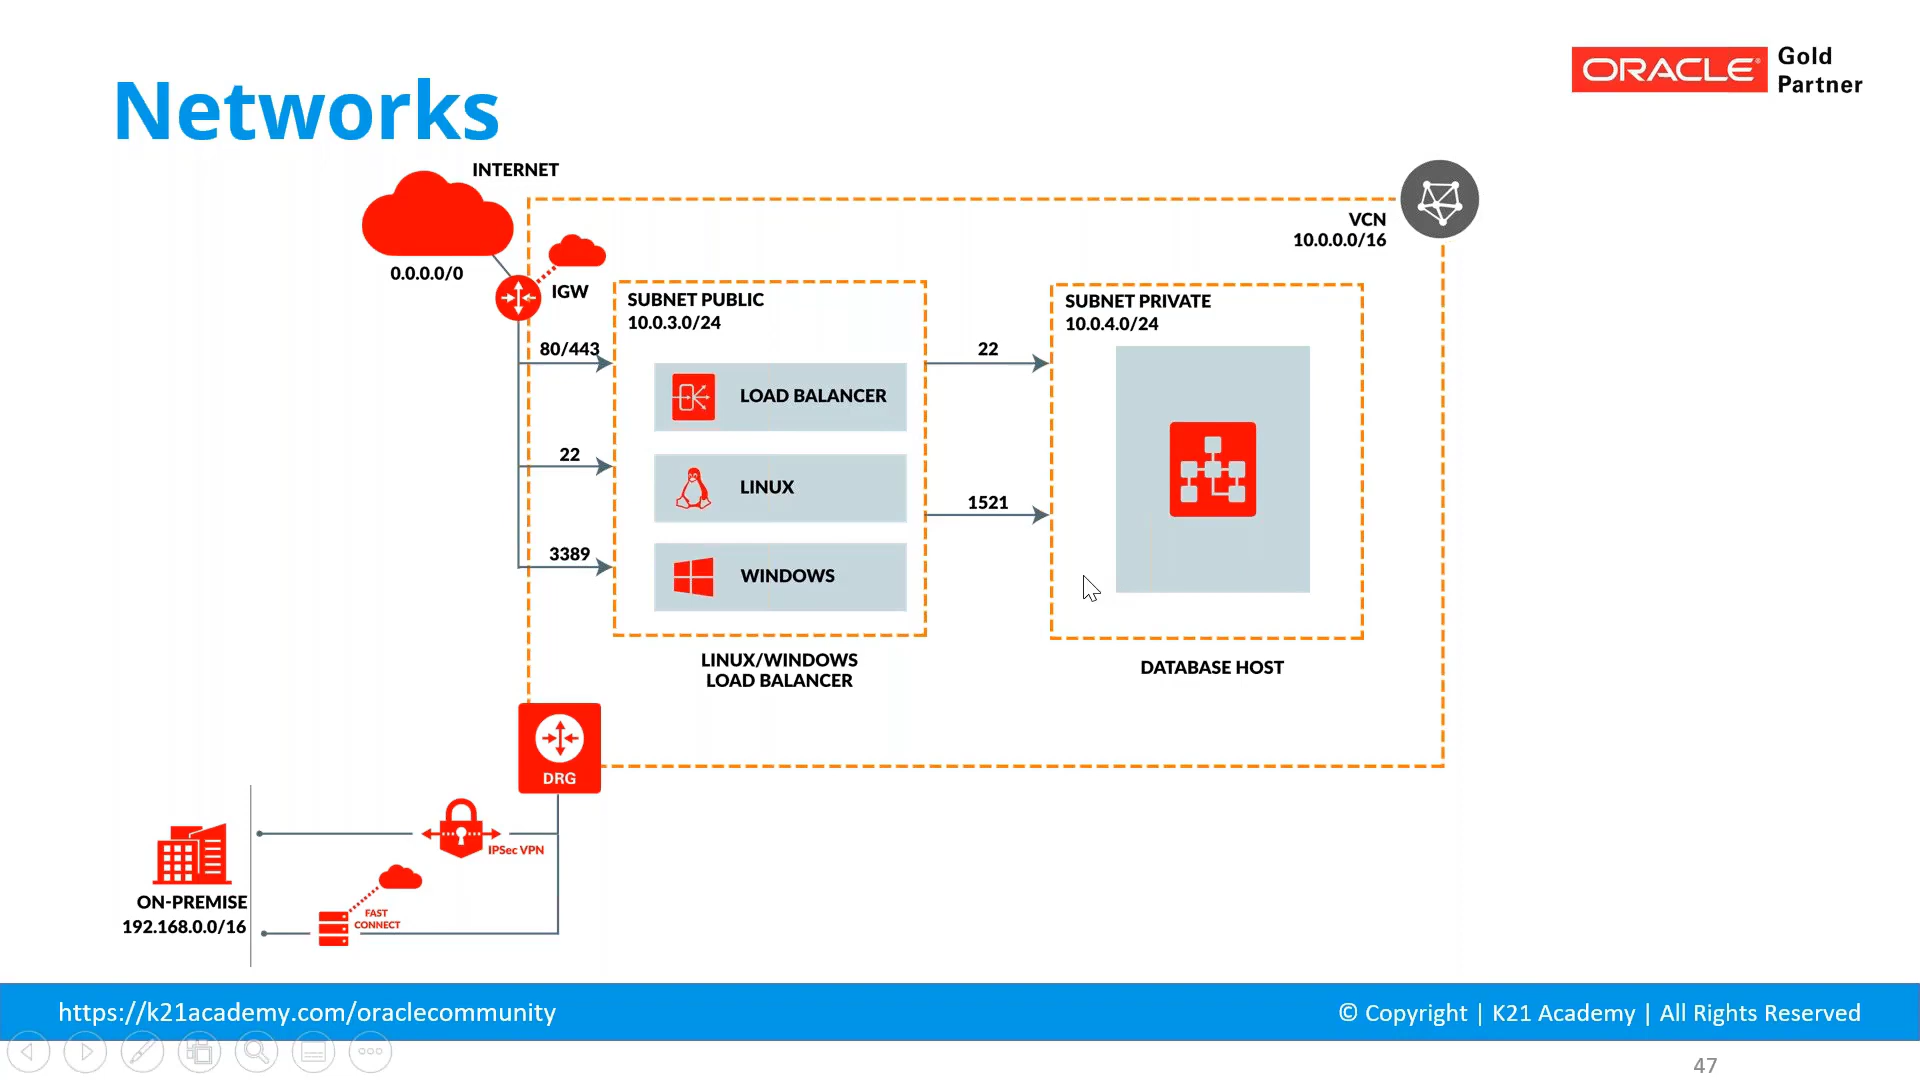 ORACLE
Gold
Partner
Networks
INTERNET
0.0.0.0/0
IGW
VCN
10.0.0.0/16
SUBNET PUBLIC
10.0.3.0/24
80/443
22
3389
LOAD BALANCER
LINUX
WINDOWS
LINUX/WINDOWS
LOAD BALANCER
22
1521
SUBNET PRIVATE
10.0.4.0/24
DATABASE HOST
DRG
IPSec VPN
FAST
CONNECT
ON-PREMISE
192.168.0.0/16
https://k21academy.com/oraclecommunity
© Copyright | K21 Academy | All Rights Reserved
47